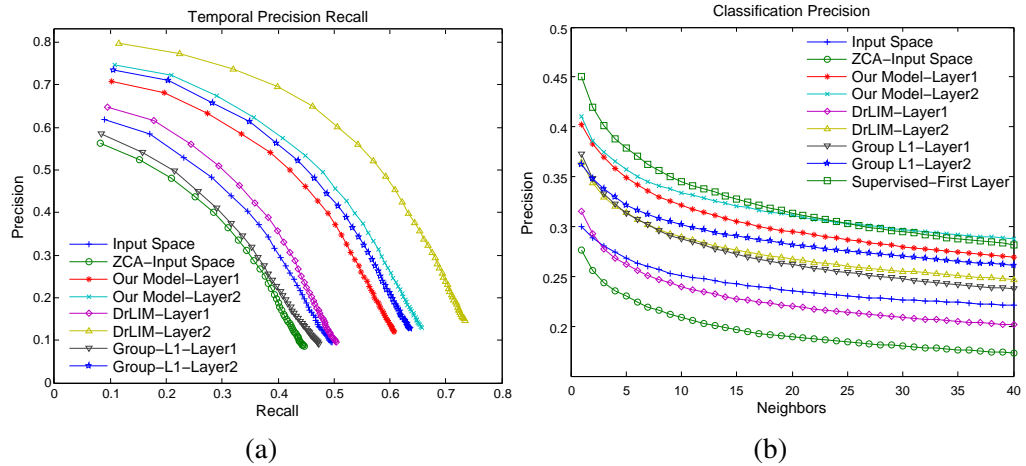 Temporal Precision Recall
Precision
0.8
0.7
0.6
0.5
0.4
0.3
0.2
0.1
0
0
0.1
0.2
0.3
0.4
0.5
0.6
0.7
0.8
Recall
Input Space
ZCA-Input Space
Our Model-Layer1
Our Model-Layer2
DrLIM-Layer1
DrLIM-Layer2
Group-L1-Layer1
Group-L1-Layer2
(a)
Classification Precision
Precision
0.45
0.4
0.35
0.3
0.25
0.2
0
5
10
15
20
25
30
35
40
Neighbors
Input Space
ZCA-Input Space
Our Model-Layer1
Our Model-Layer2
DrLIM-Layer1
DrLIM-Layer2
Group L1-Layer1
Group L1-Layer2
Supervised-First Layer
(b)